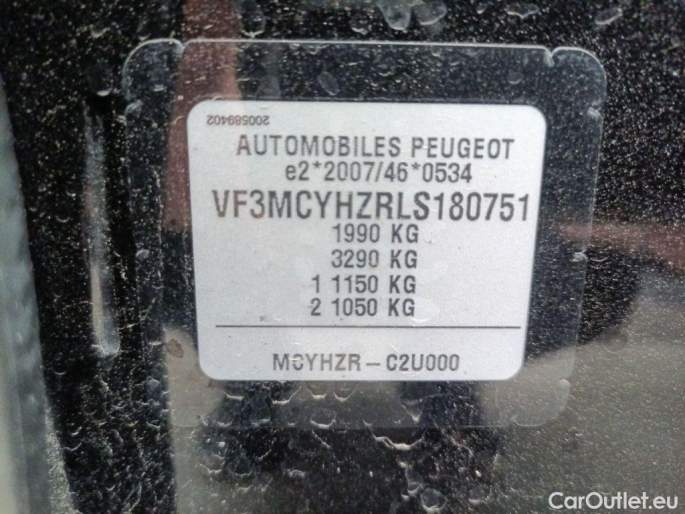 200589402
AUTOMOBILES PEUGEOT
e2*2007/46*0534
VF3MCYHZRLS180751
1990 KG
3290 KG
1 1150 KG
2 1050 KG
MCYHZR - C2U000
CarOutlet.eu